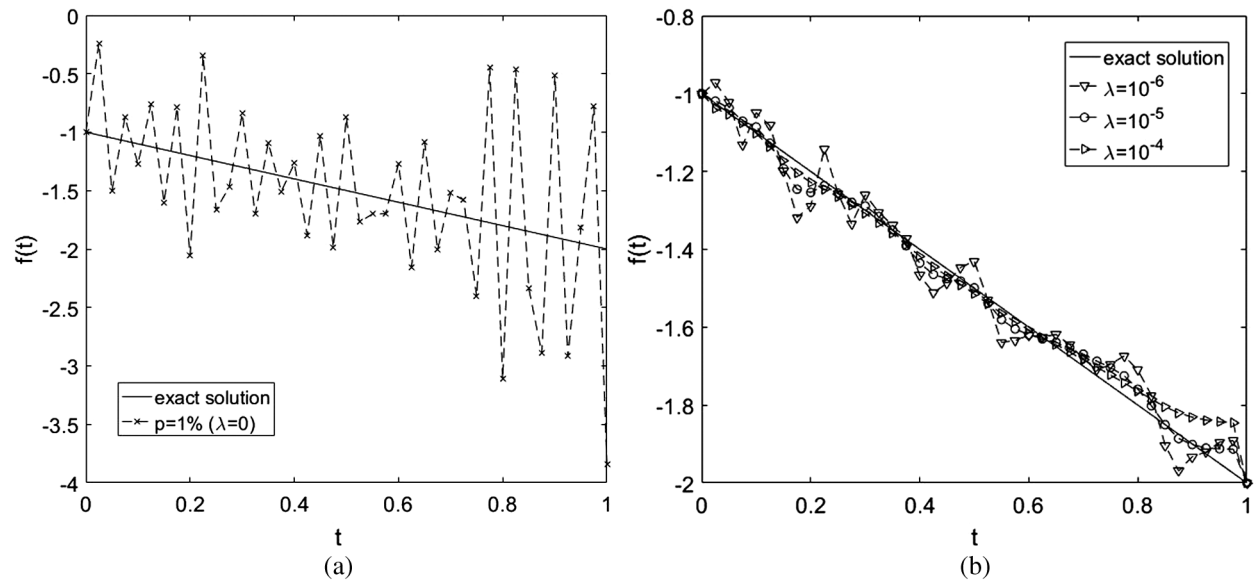 0
-0.5
-1
-1.5
-2
-2.5
-3
-3.5
-4
f(t)
exact solution
p=1% (λ=0)
0 0.2 0.4 0.6 0.8 1
t
(a)
-0.8
-1
-1.2
-1.4
-1.6
-1.8
-2
f(t)
exact solution
λ=10⁻⁶
λ=10⁻⁵
λ=10⁻⁴
0 0.2 0.4 0.6 0.8 1
t
(b)